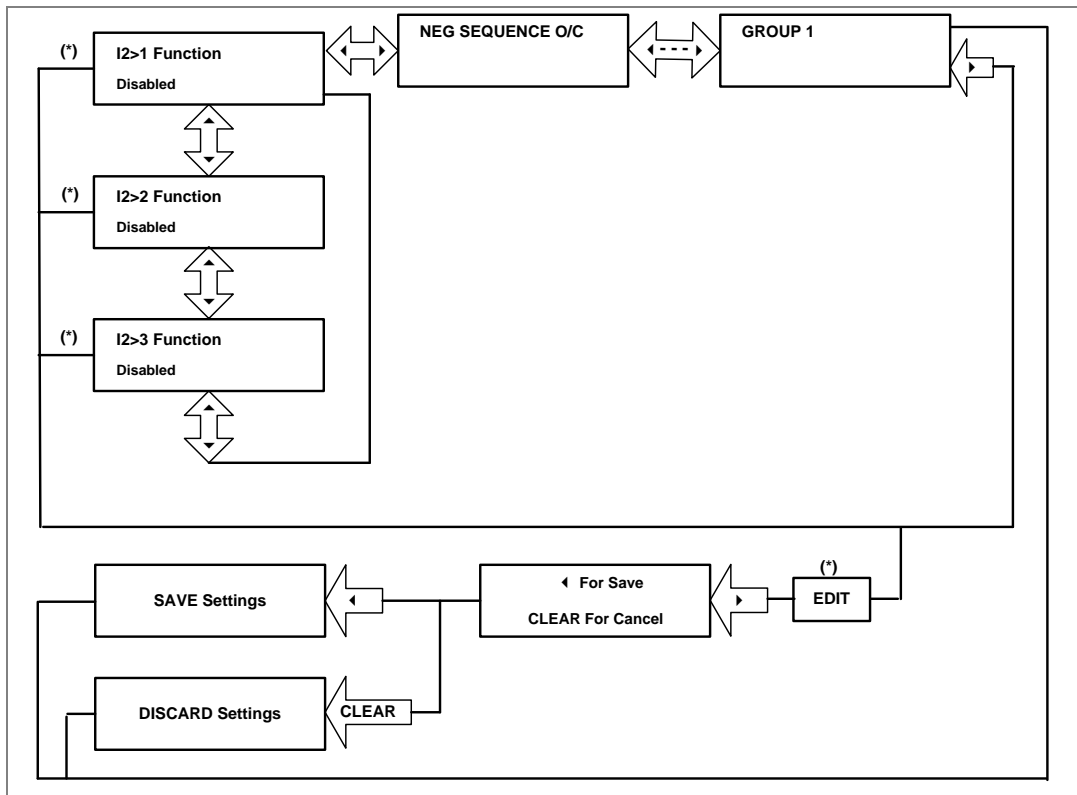 (*)
I2>1 Function
Disabled
NEG SEQUENCE O/C
GROUP 1
(*)
I2>2 Function
Disabled
(*)
I2>3 Function
Disabled
SAVE Settings
For Save
CLEAR For Cancel
(*)
EDIT
DISCARD Settings
CLEAR